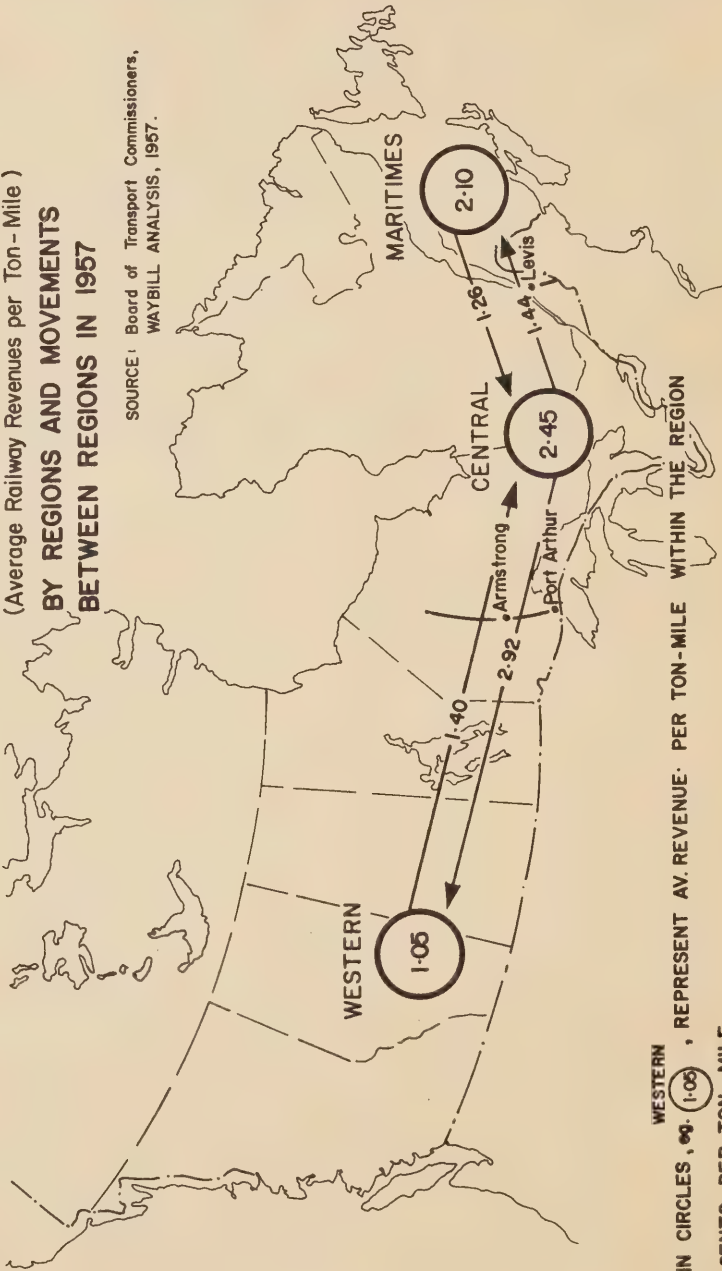 (Average Railway Revenues per Ton-Mile)
BY REGIONS AND MOVEMENTS
BETWEEN REGIONS IN 1957
SOURCE: Board of Transport Commissioners,
WAYBILL ANALYSIS, 1957.
WESTERN
1·05
1·40
2·92
Armstrong
Port Arthur
CENTRAL
2·45
1·26
1·44
Levis
MARITIMES
2·10
WESTERN
IN CIRCLES, eg. 1·05, REPRESENT AV. REVENUE· PER TON-MILE WITHIN THE REGION